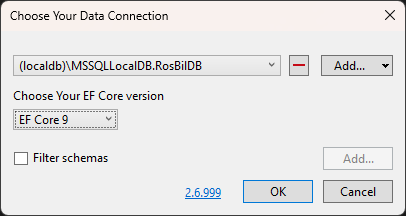 Choose Your Data Connection
(localdb)\MSSQLLocalDB.RosBilDB
Add...
Choose Your EF Core version
EF Core 9
Filter schemas
Add...
2.6.999
OK
Cancel